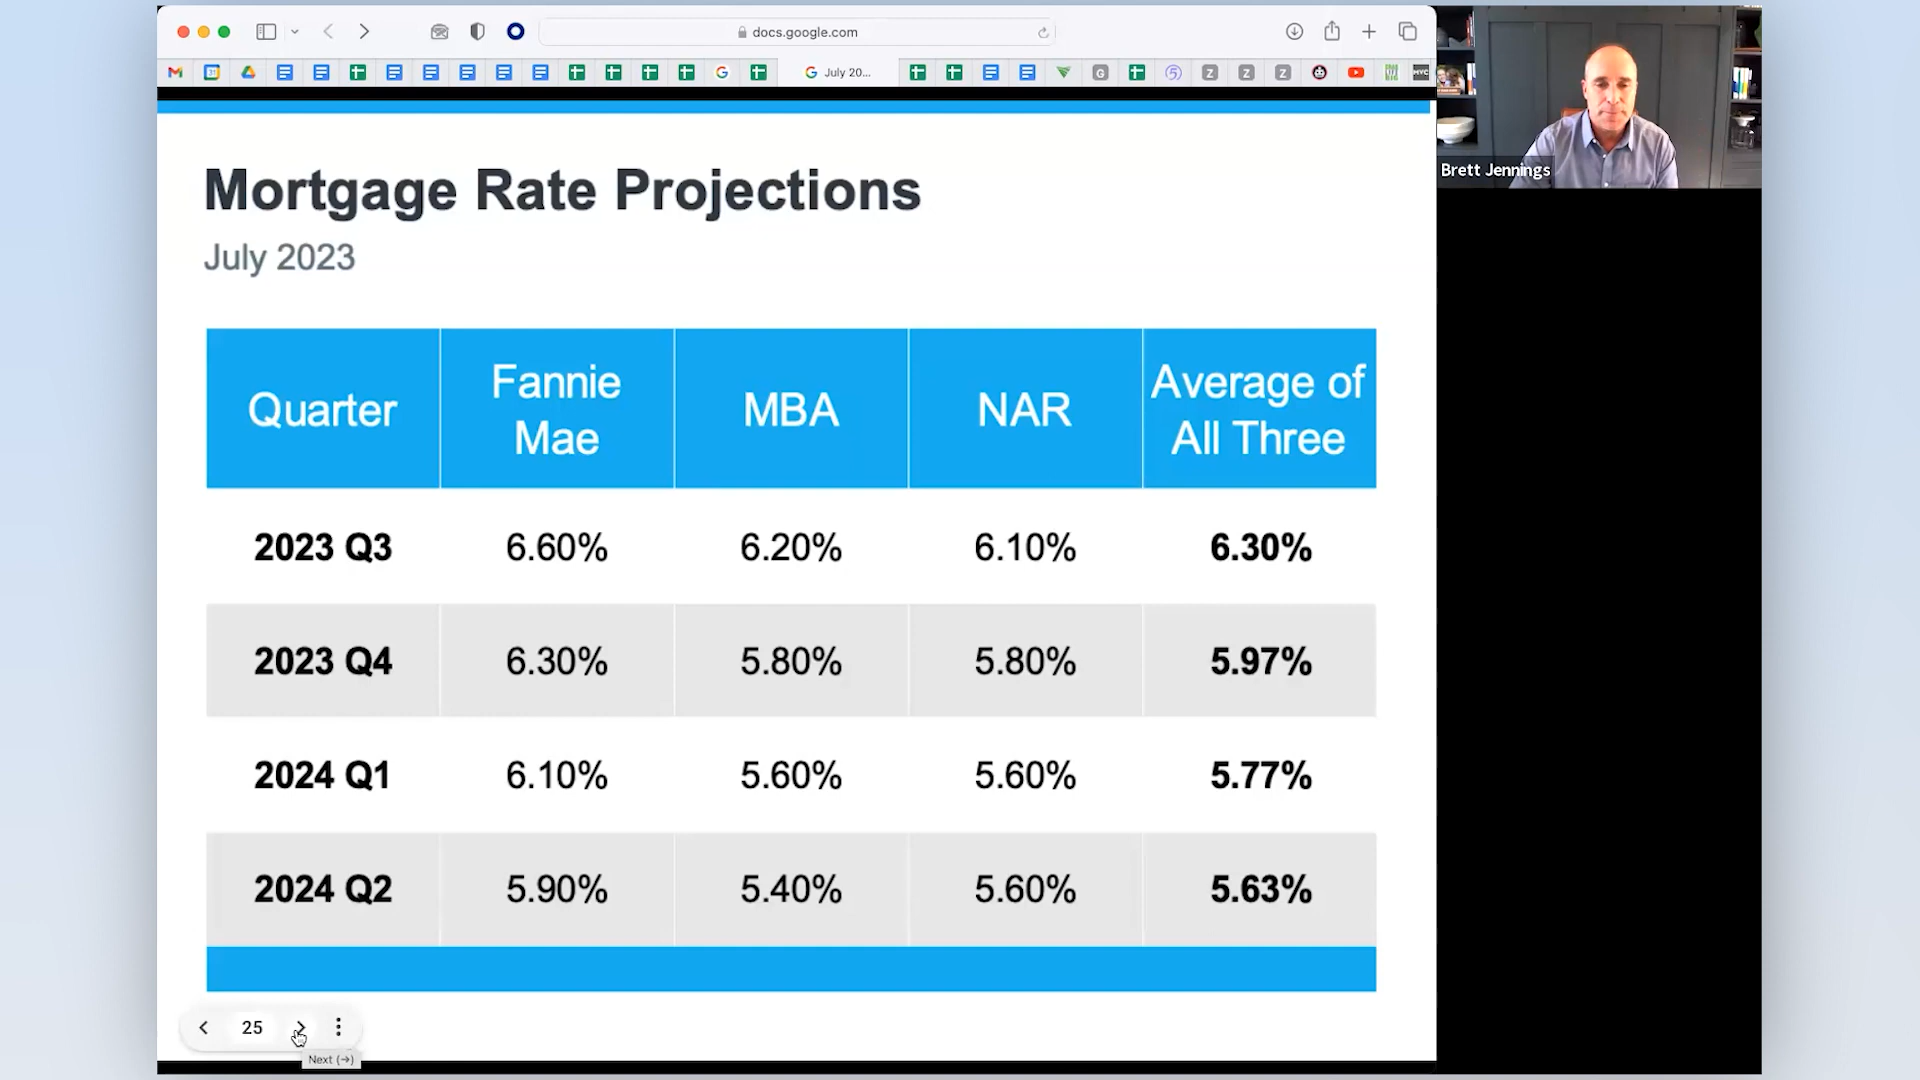 docs.google.com
July 20...
Brett Jennings
Mortgage Rate Projections
July 2023
Quarter
Fannie Mae
MBA
NAR
Average of All Three
2023 Q3 6.60% 6.20% 6.10% 6.30%
2023 Q4 6.30% 5.80% 5.80% 5.97%
2024 Q1 6.10% 5.60% 5.60% 5.77%
2024 Q2 5.90% 5.40% 5.60% 5.63%
25
Next (→)